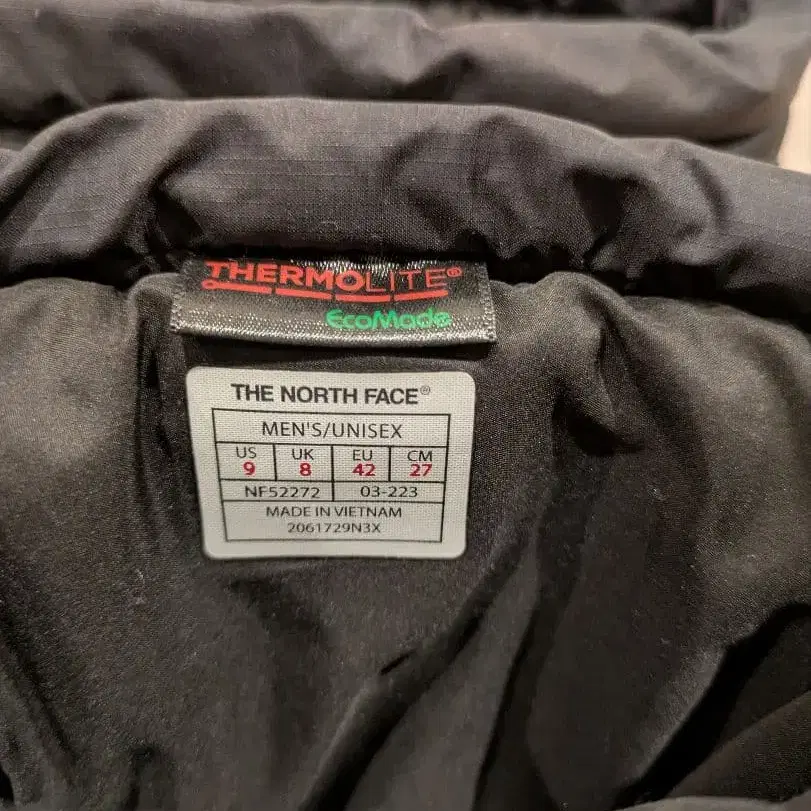 THERMOLITE®
EcoMade
THE NORTH FACE®
MEN'S/UNISEX
US UK EU CM
9 8 42 27
NF52272 03-223
MADE IN VIETNAM
2061729N3X